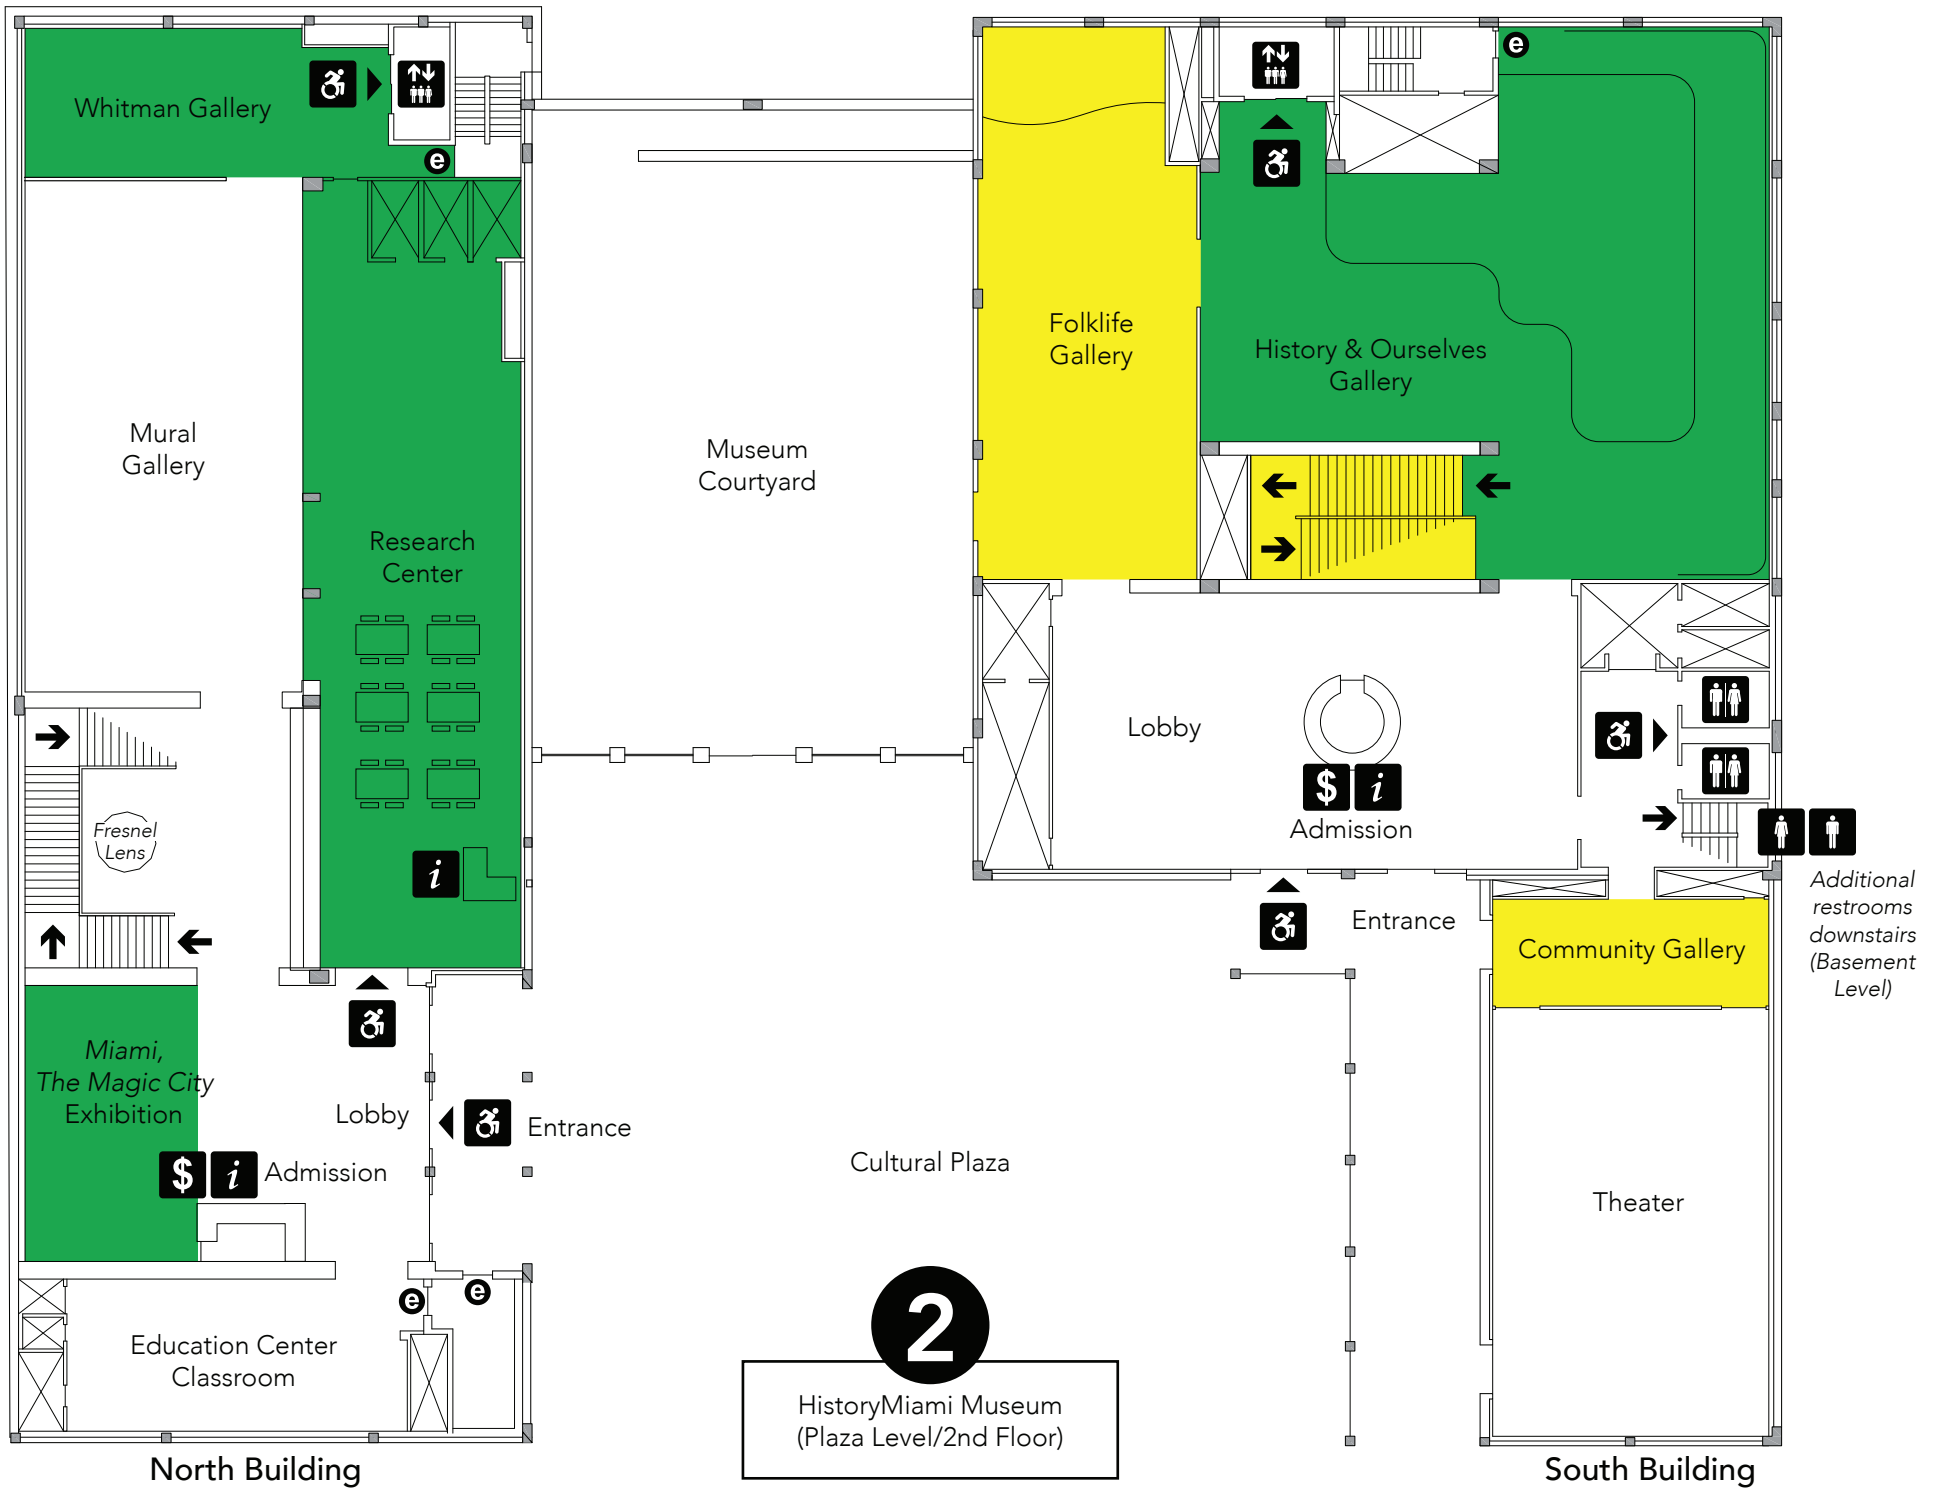 Whitman Gallery
e
e
Folklife
Gallery
History & Ourselves
Gallery
Mural
Gallery
Museum
Courtyard
Research
Center
Lobby
$ i
Admission
Fresnel
Lens
i
Additional
restrooms
downstairs
(Basement
Level)
Entrance
Community Gallery
Miami,
The Magic City
Exhibition
Lobby
Entrance
$ i Admission
Cultural Plaza
Theater
e
e
Education Center
Classroom
2
HistoryMiami Museum
(Plaza Level/2nd Floor)
North Building
South Building